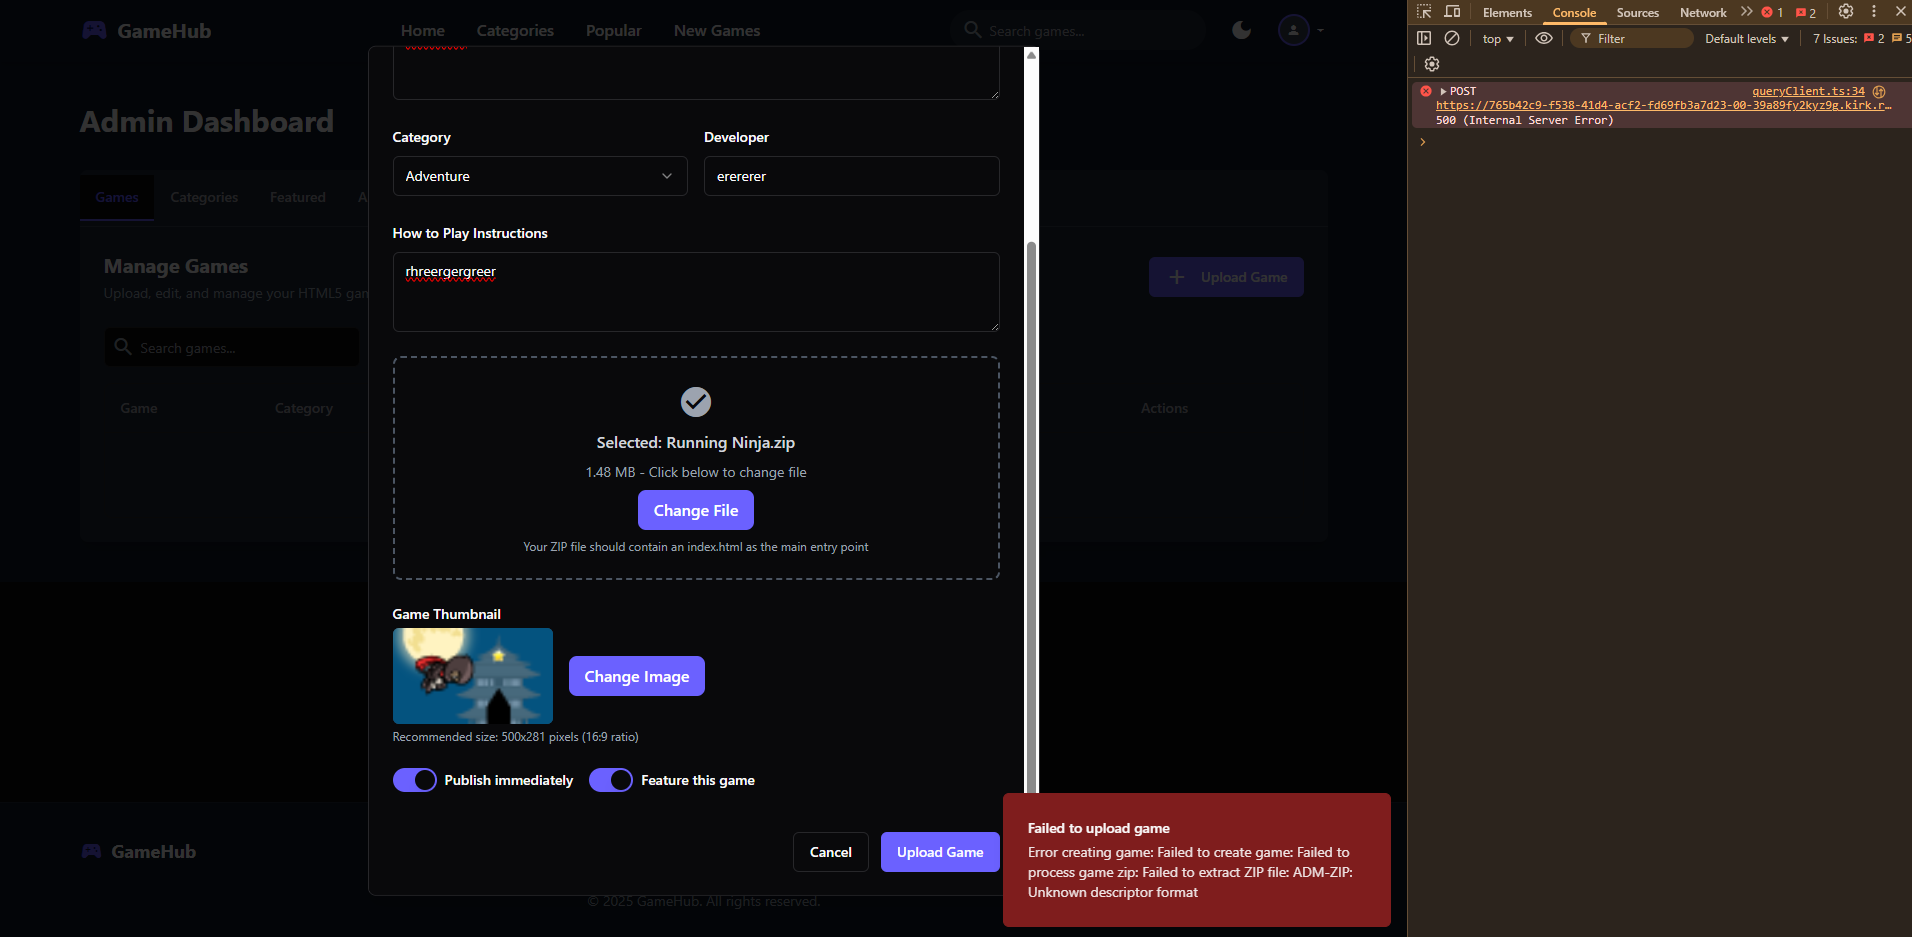 GameHub
Home
Categories
Popular
New Games
Search games...
Admin Dashboard
Games
Categories
Featured
A
Manage Games
Upload, edit, and manage your HTML5 gam
Upload Game
Search games...
Game
Category
Actions
Category
Developer
Adventure
erererer
How to Play Instructions
rhreergergreer
Selected: Running Ninja.zip
1.48 MB - Click below to change file
Change File
Your ZIP file should contain an index.html as the main entry point
Game Thumbnail
Change Image
Recommended size: 500x281 pixels (16:9 ratio)
Publish immediately
Feature this game
Cancel
Upload Game
Failed to upload game
Error creating game: Failed to create game: Failed to
process game zip: Failed to extract ZIP file: ADM-ZIP:
Unknown descriptor format
GameHub
© 2025 GameHub. All rights reserved.
Elements
Console
Sources
Network
1
2
top
Filter
Default levels
7 Issues:
2
5
POST
queryClient.ts:34
https://765b42c9-f538-41d4-acf2-fd69fb3a7d23-00-39a89fy2kyz9g.kirk.r…
500 (Internal Server Error)